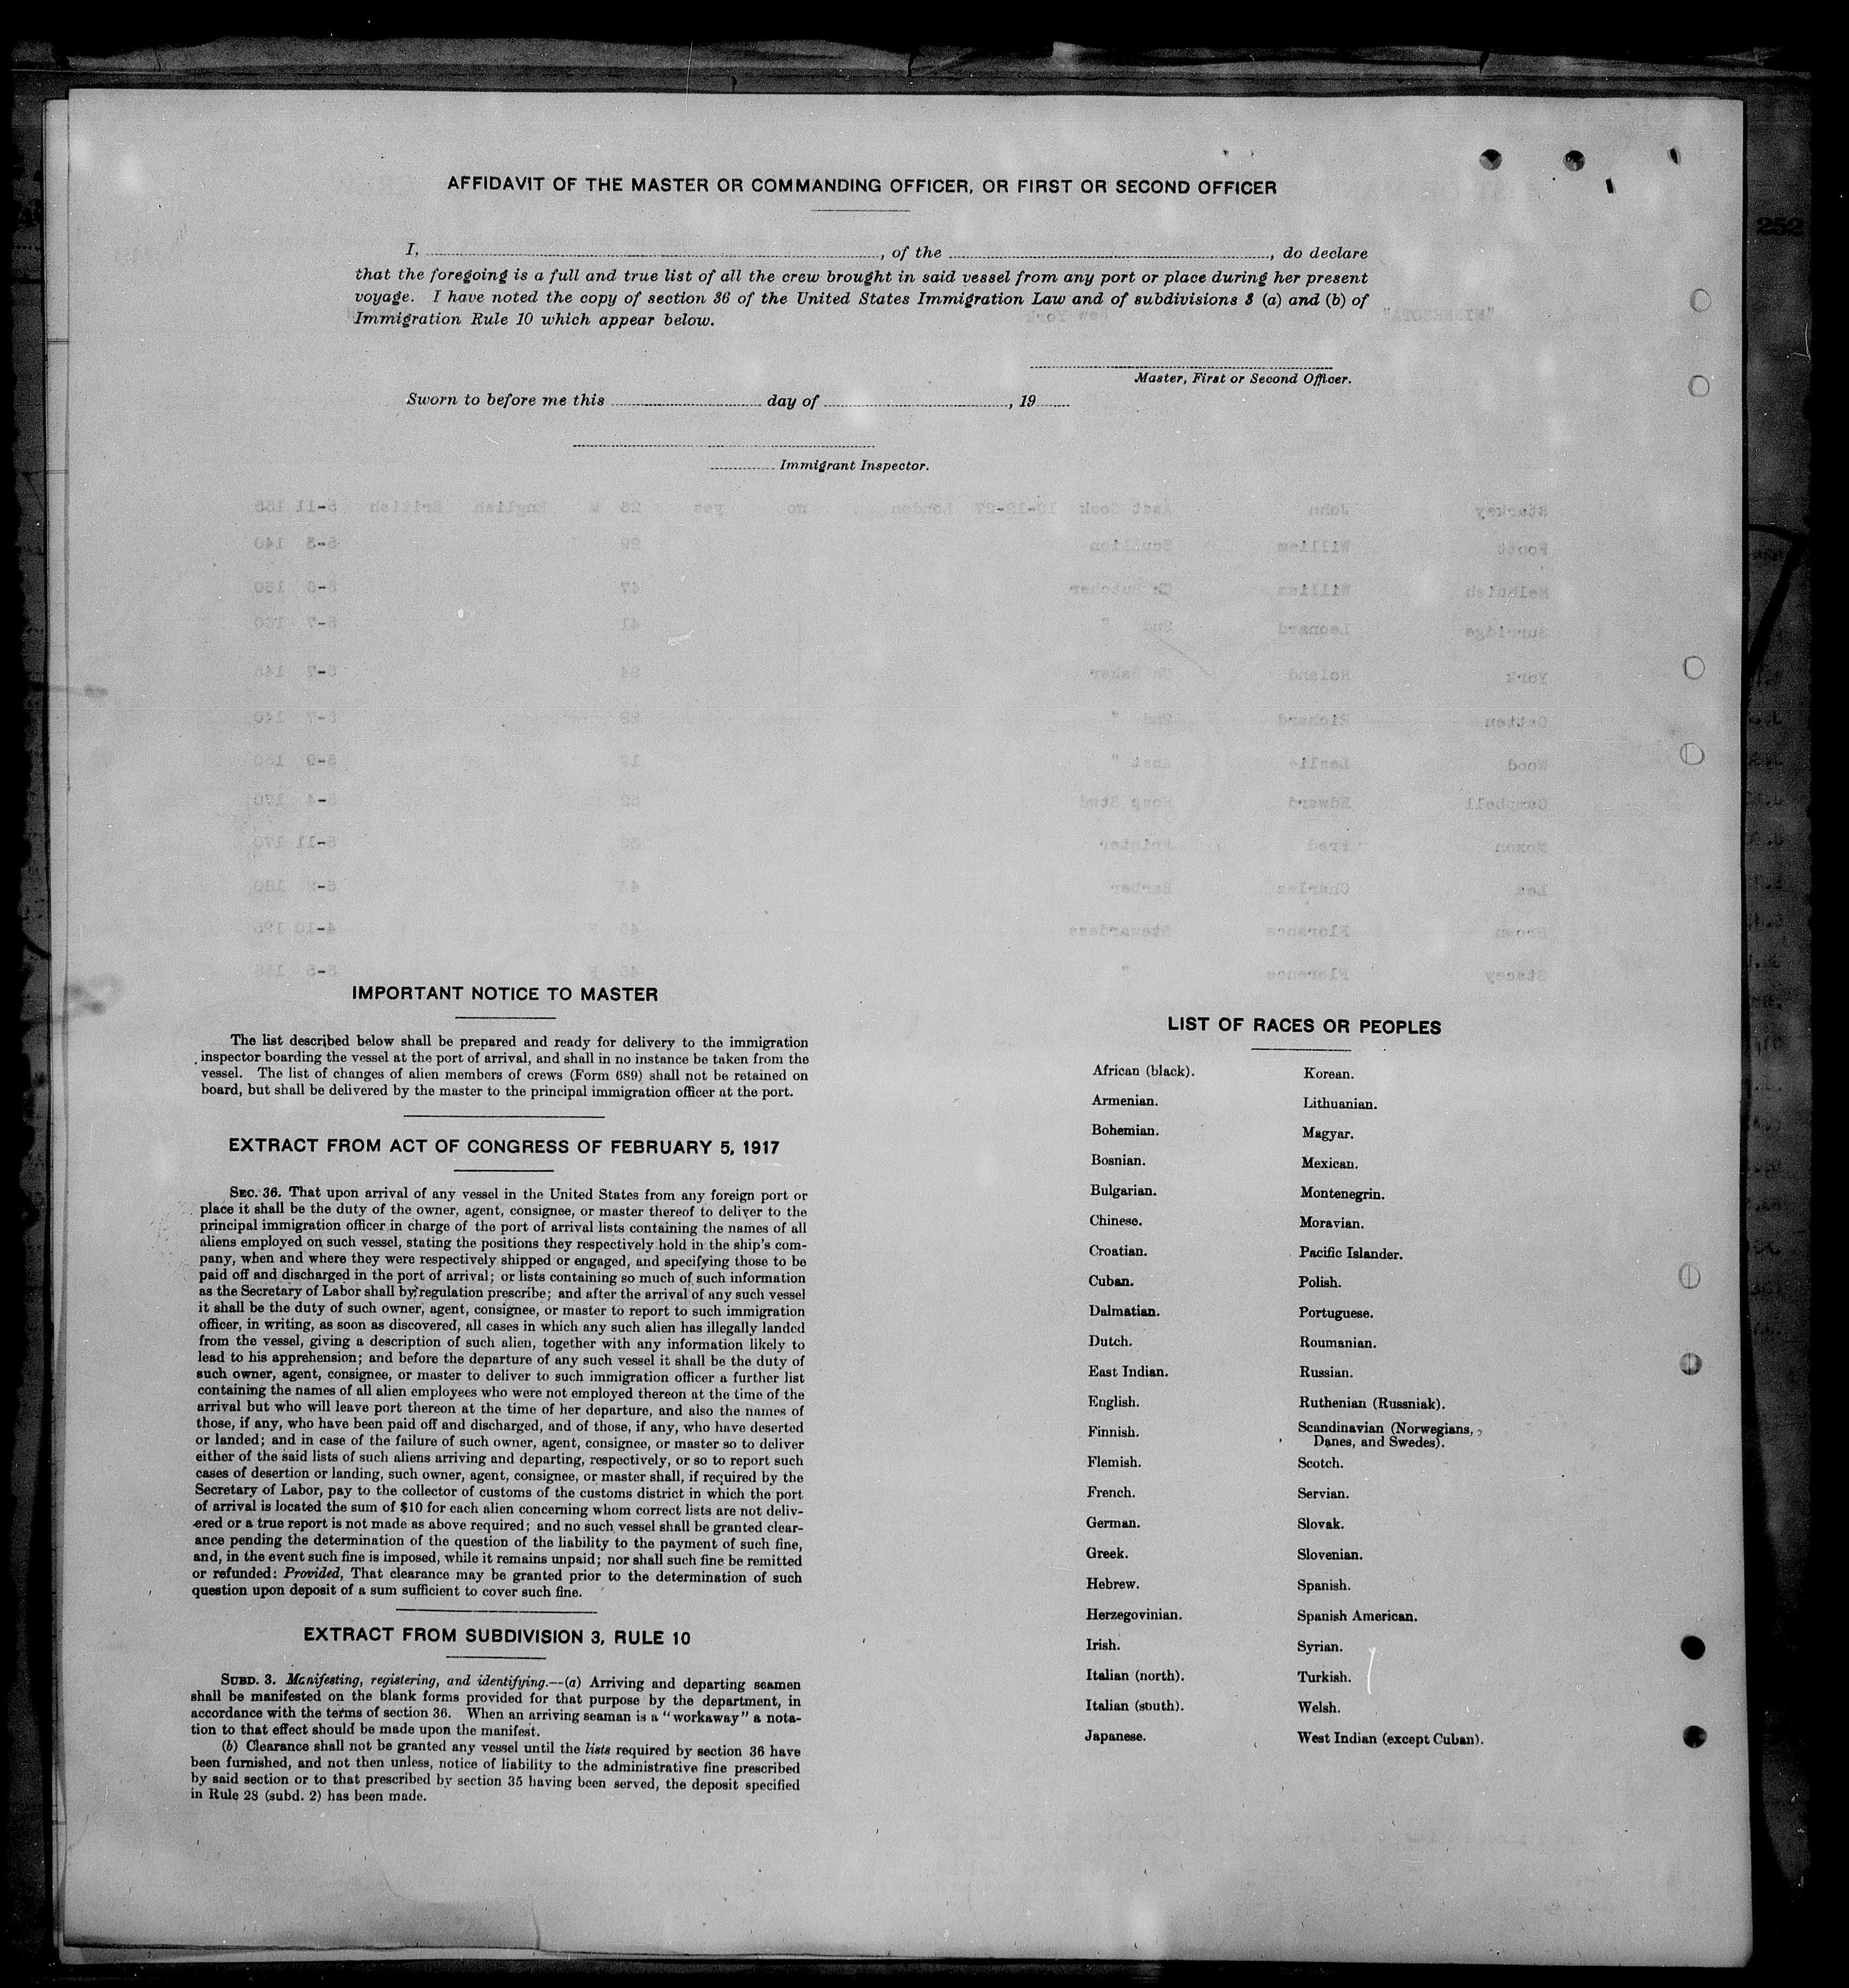 AFFIDAVIT OF THE MASTER OR COMMANDING OFFICER, OR FIRST OR SECOND OFFICER
I, , of the , do declare
that the foregoing is a full and true list of all the crew brought in said vessel from any port or place during her present
voyage. I have noted the copy of section 36 of the United States Immigration Law and of subdivisions 3 (a) and (b) of
Immigration Rule 10 which appear below.
Master, First or Second Officer.
Sworn to before me this day of , 19
Immigrant Inspector.
252
IMPORTANT NOTICE TO MASTER
The list described below shall be prepared and ready for delivery to the immigration
inspector boarding the vessel at the port of arrival, and shall in no instance be taken from the
vessel. The list of changes of alien members of crews (Form 689) shall not be retained on
board, but shall be delivered by the master to the principal immigration officer at the port.
EXTRACT FROM ACT OF CONGRESS OF FEBRUARY 5, 1917
SEC. 36. That upon arrival of any vessel in the United States from any foreign port or
place it shall be the duty of the owner, agent, consignee, or master thereof to deliver to the
principal immigration officer in charge of the port of arrival lists containing the names of all
aliens employed on such vessel, stating the positions they respectively hold in the ship's com-
pany, when and where they were respectively shipped or engaged, and specifying those to be
paid off and discharged in the port of arrival; or lists containing so much of such information
as the Secretary of Labor shall by regulation prescribe; and after the arrival of any such vessel
it shall be the duty of such owner, agent, consignee, or master to report to such immigration
officer, in writing, as soon as discovered, all cases in which any such alien has illegally landed
from the vessel, giving a description of such alien, together with any information likely to
lead to his apprehension; and before the departure of any such vessel it shall be the duty of
such owner, agent, consignee, or master to deliver to such immigration officer a further list
containing the names of all alien employees who were not employed thereon at the time of the
arrival but who will leave port thereon at the time of her departure, and also the names of
those, if any, who have been paid off and discharged, and of those, if any, who have deserted
or landed; and in case of the failure of such owner, agent, consignee, or master so to deliver
either of the said lists of such aliens arriving and departing, respectively, or so to report such
cases of desertion or landing, such owner, agent, consignee, or master shall, if required by the
Secretary of Labor, pay to the collector of customs of the customs district in which the port
of arrival is located the sum of $10 for each alien concerning whom correct lists are not deliv-
ered or a true report is not made as above required; and no such vessel shall be granted clear-
ance pending the determination of the question of the liability to the payment of such fine,
and, in the event such fine is imposed, while it remains unpaid; nor shall such fine be remitted
or refunded: Provided, That clearance may be granted prior to the determination of such
question upon deposit of a sum sufficient to cover such fine.
EXTRACT FROM SUBDIVISION 3, RULE 10
SUBD. 3. Manifesting, registering, and identifying.—(a) Arriving and departing seamen
shall be manifested on the blank forms provided for that purpose by the department, in
accordance with the terms of section 36. When an arriving seaman is a "workaway" a nota-
tion to that effect should be made upon the manifest.
(b) Clearance shall not be granted any vessel until the lists required by section 36 have
been furnished, and not then unless, notice of liability to the administrative fine prescribed
by said section or to that prescribed by section 35 having been served, the deposit specified
in Rule 28 (subd. 2) has been made.
LIST OF RACES OR PEOPLES
African (black).
Armenian.
Bohemian.
Bosnian.
Bulgarian.
Chinese.
Croatian.
Cuban.
Dalmatian.
Dutch.
East Indian.
English.
Finnish.
Flemish.
French.
German.
Greek.
Hebrew.
Herzegovinian.
Irish.
Italian (north).
Italian (south).
Japanese.
Korean.
Lithuanian.
Magyar.
Mexican.
Montenegrin.
Moravian.
Pacific Islander.
Polish.
Portuguese.
Roumanian.
Russian.
Ruthenian (Russniak).
Scandinavian (Norwegians,
Danes, and Swedes).
Scotch.
Servian.
Slovak.
Slovenian.
Spanish.
Spanish American.
Syrian.
Turkish.
Welsh.
West Indian (except Cuban).